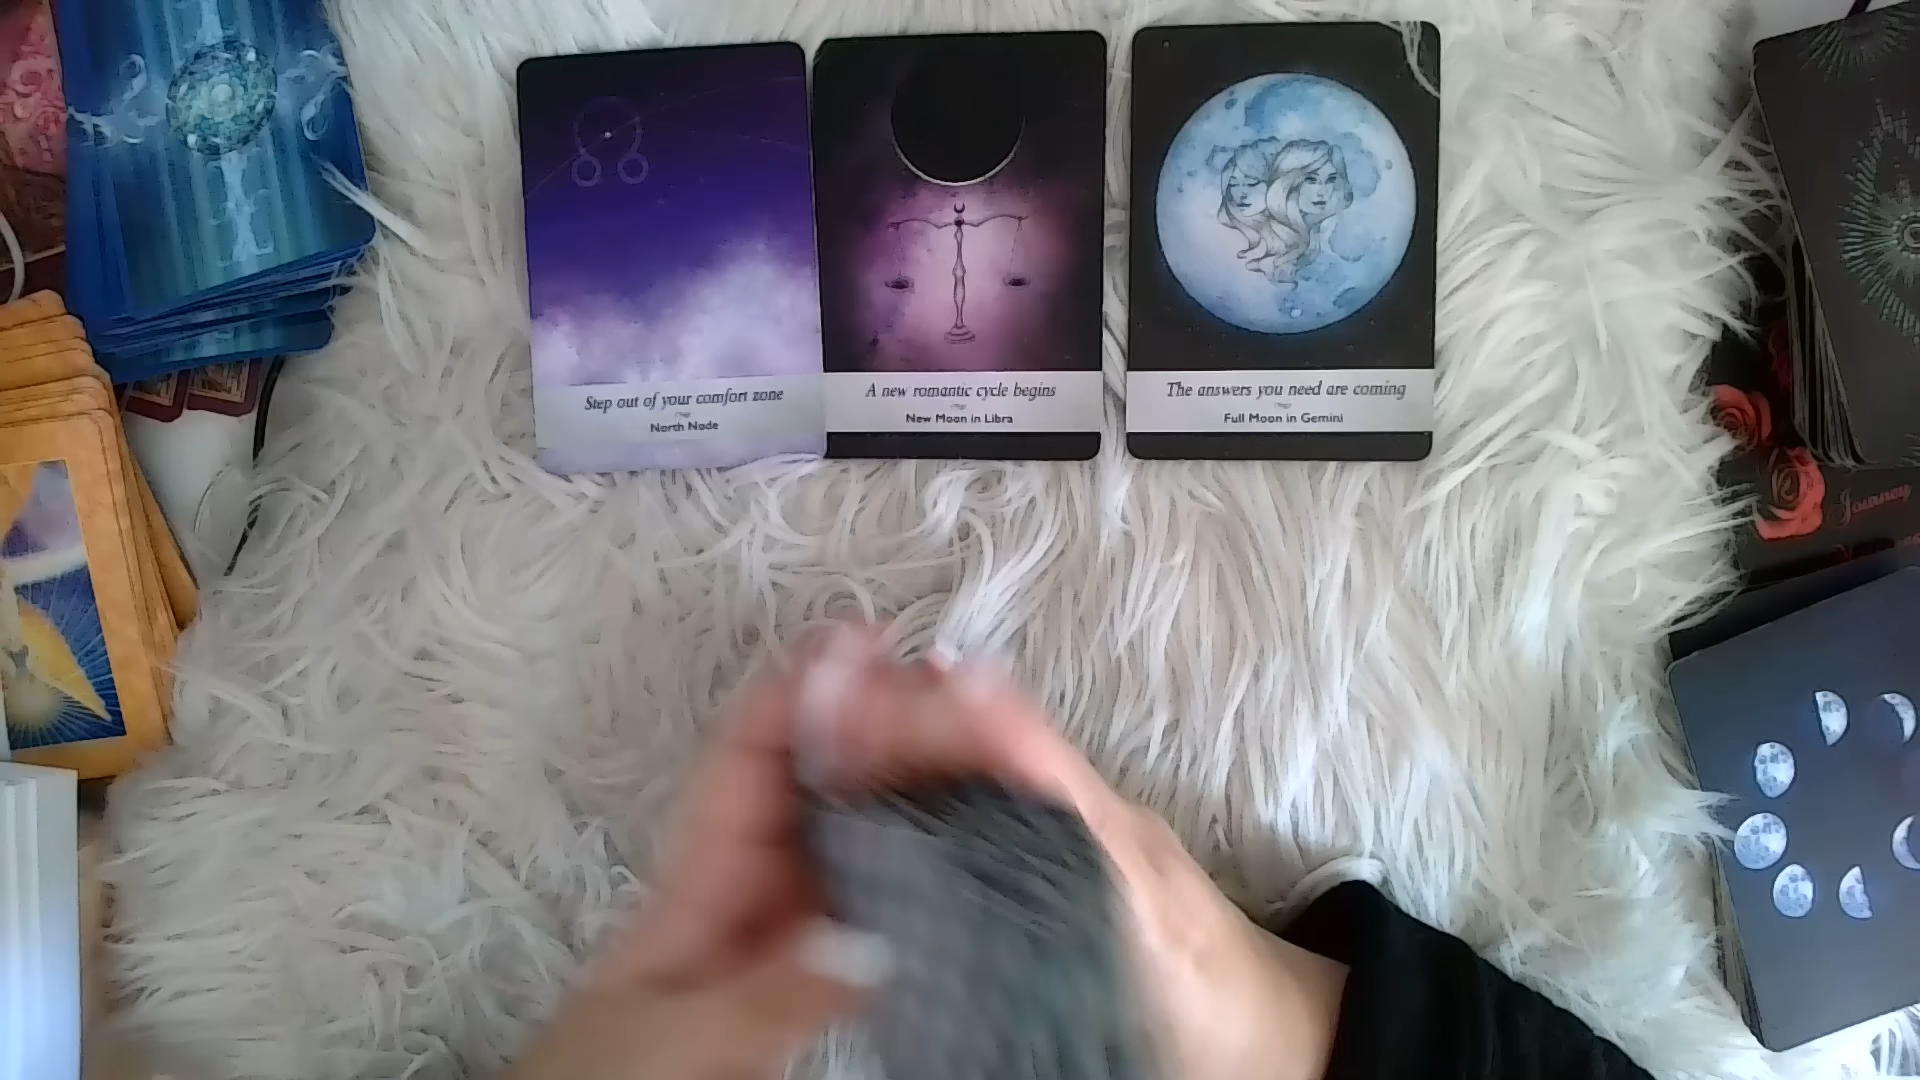 Step out of your comfort zone
North Node
A new romantic cycle begins
New Moon in Libra
The answers you need are coming
Full Moon in Gemini
Journey